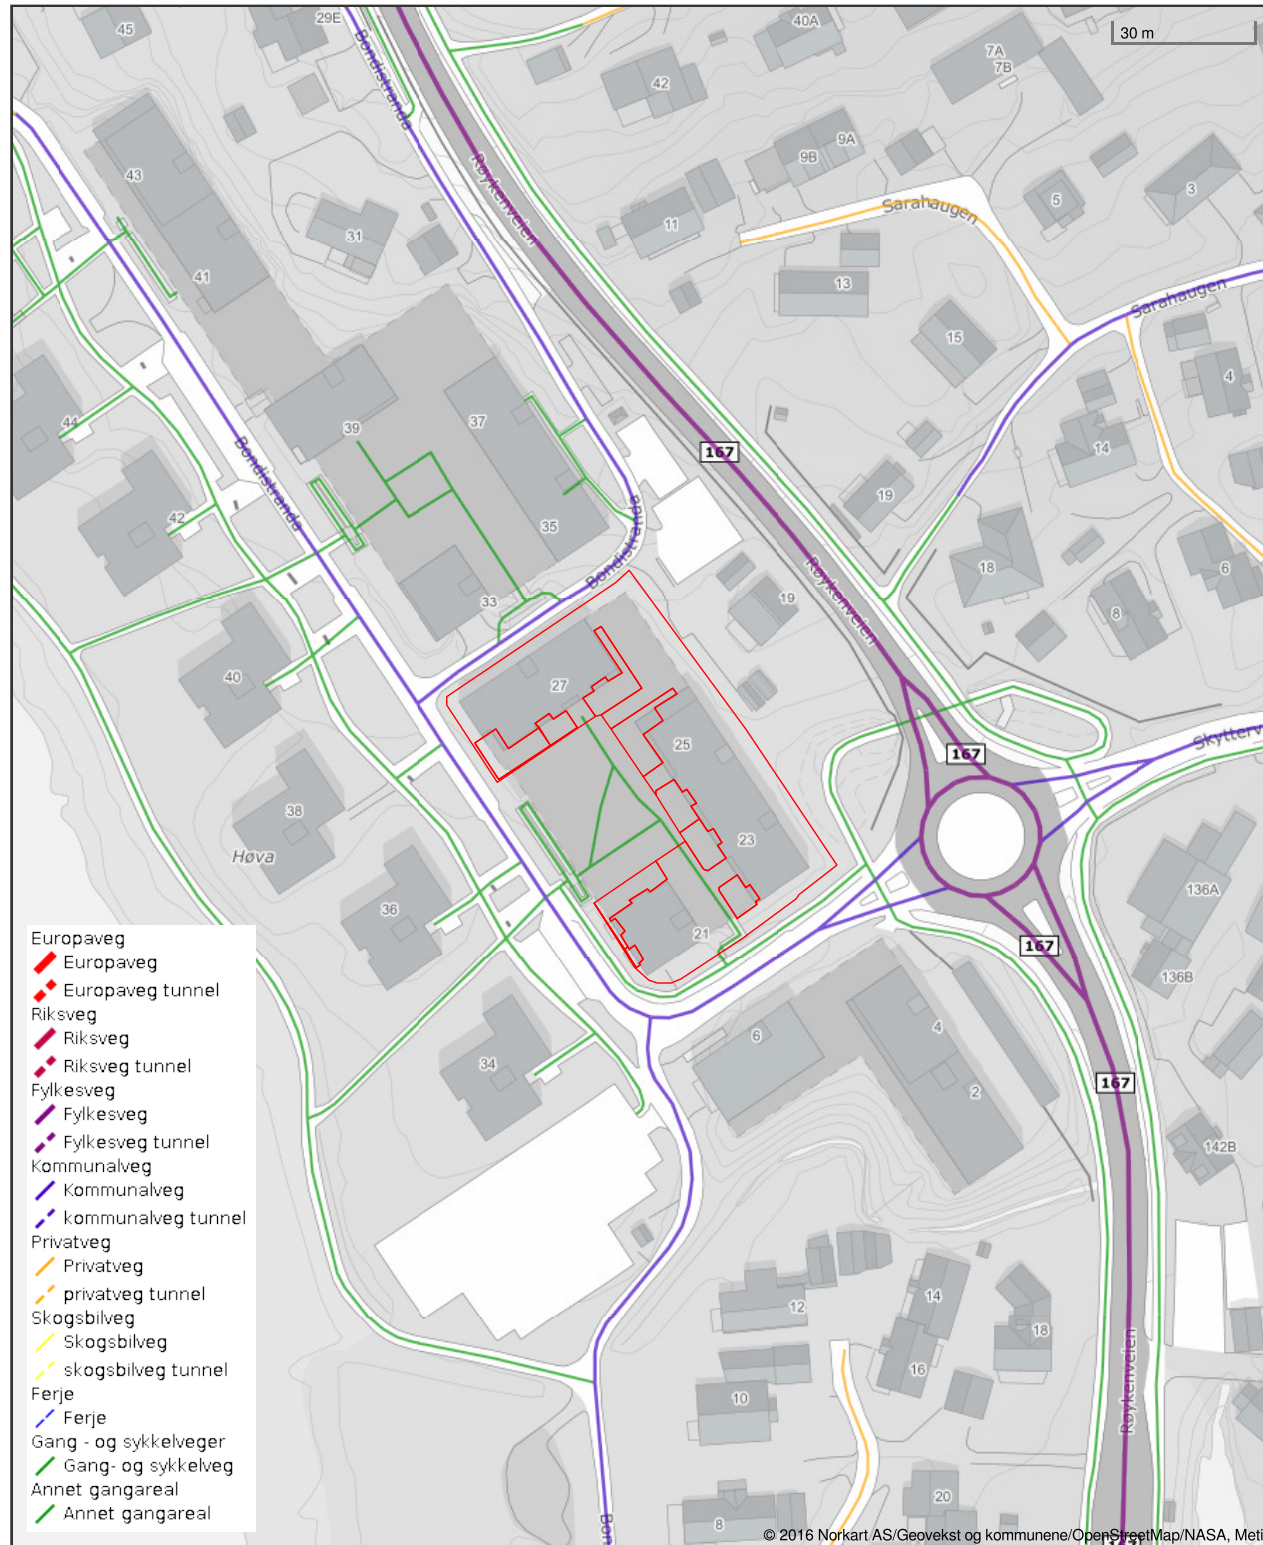 45
29E
40A
30 m
7A
7B
42
Bondistranda
9A
9B
43
Røykenveien
3
5
Sarahaugen
11
31
41
13
Sarahaugen
15
4
39
37
44
14
167
Bondistranda
19
42
35
Bondistranda
Røykenveien
18
6
33
19
8
40
27
25
167
Skytterv
38
23
Høva
36
136A
21
167
136B
6
4
34
2
167
142B
12
14
18
16
10
Røykenveien
20
8
Bon
167
Europaveg
Europaveg
Europaveg tunnel
Riksveg
Riksveg
Riksveg tunnel
Fylkesveg
Fylkesveg
Fylkesveg tunnel
Kommunalveg
Kommunalveg
kommunalveg tunnel
Privatveg
Privatveg
privatveg tunnel
Skogsbilveg
Skogsbilveg
skogsbilveg tunnel
Ferje
Ferje
Gang - og sykkelveger
Gang- og sykkelveg
Annet gangareal
Annet gangareal
© 2016 Norkart AS/Geovekst og kommunene/OpenStreetMap/NASA, Meti